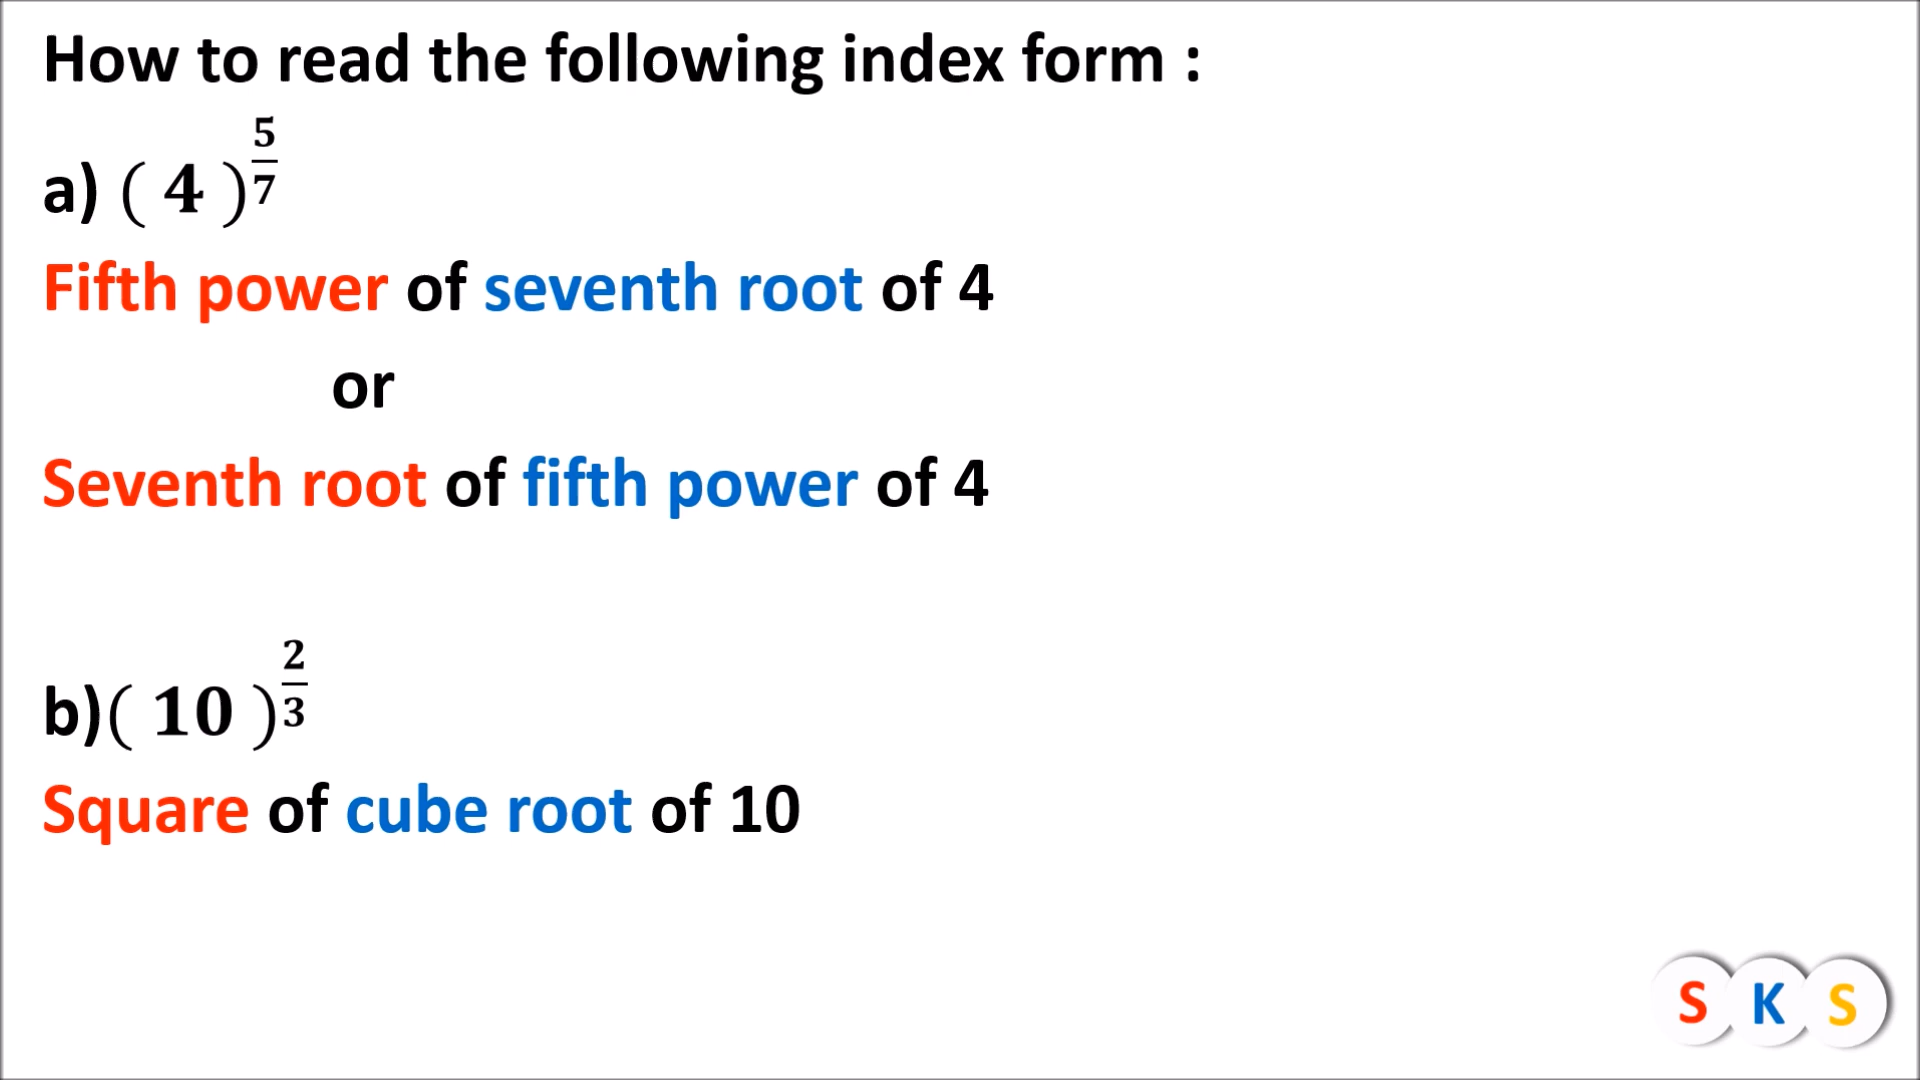 How to read the following index form :
a) ( 4 )^(5/7)
Fifth power of seventh root of 4
or
Seventh root of fifth power of 4
b)( 10 )^(2/3)
Square of cube root of 10
S K S